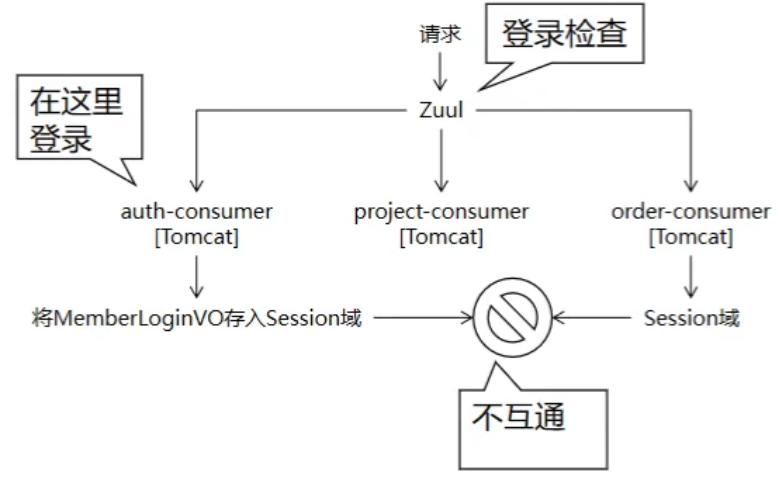 请求
登录检查
在这里
登录
Zuul
auth-consumer
[Tomcat]
project-consumer
[Tomcat]
order-consumer
[Tomcat]
将MemberLoginVO存入Session域
Session域
不互通